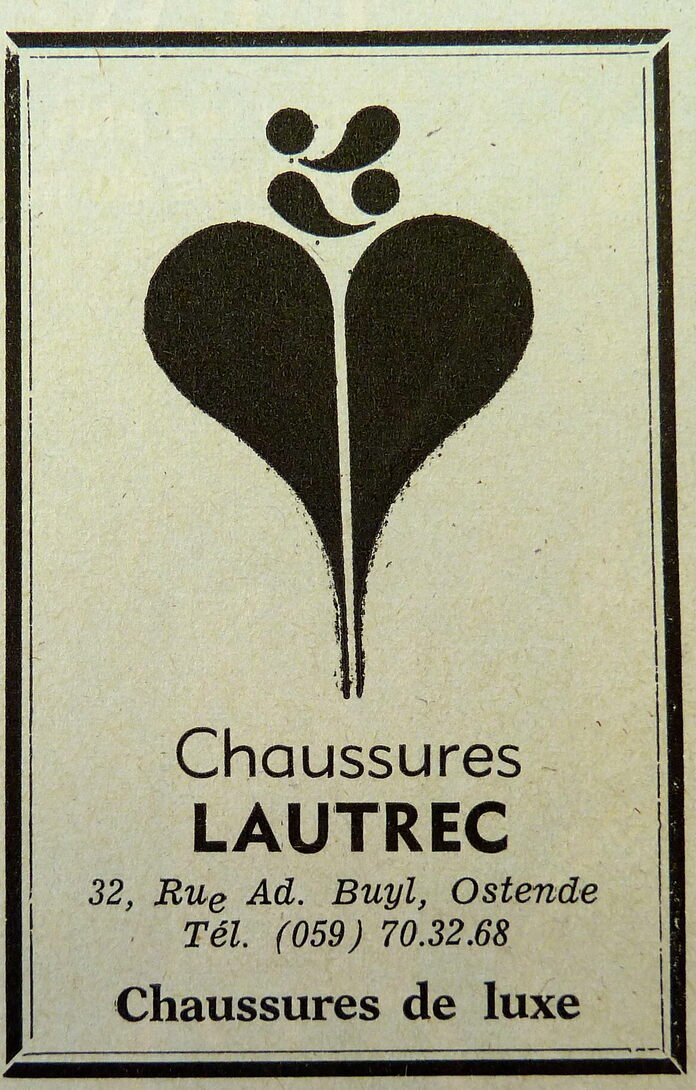 Chaussures
LAUTREC
32, Rue Ad. Buyl, Ostende
Tél. (059) 70.32.68
Chaussures de luxe